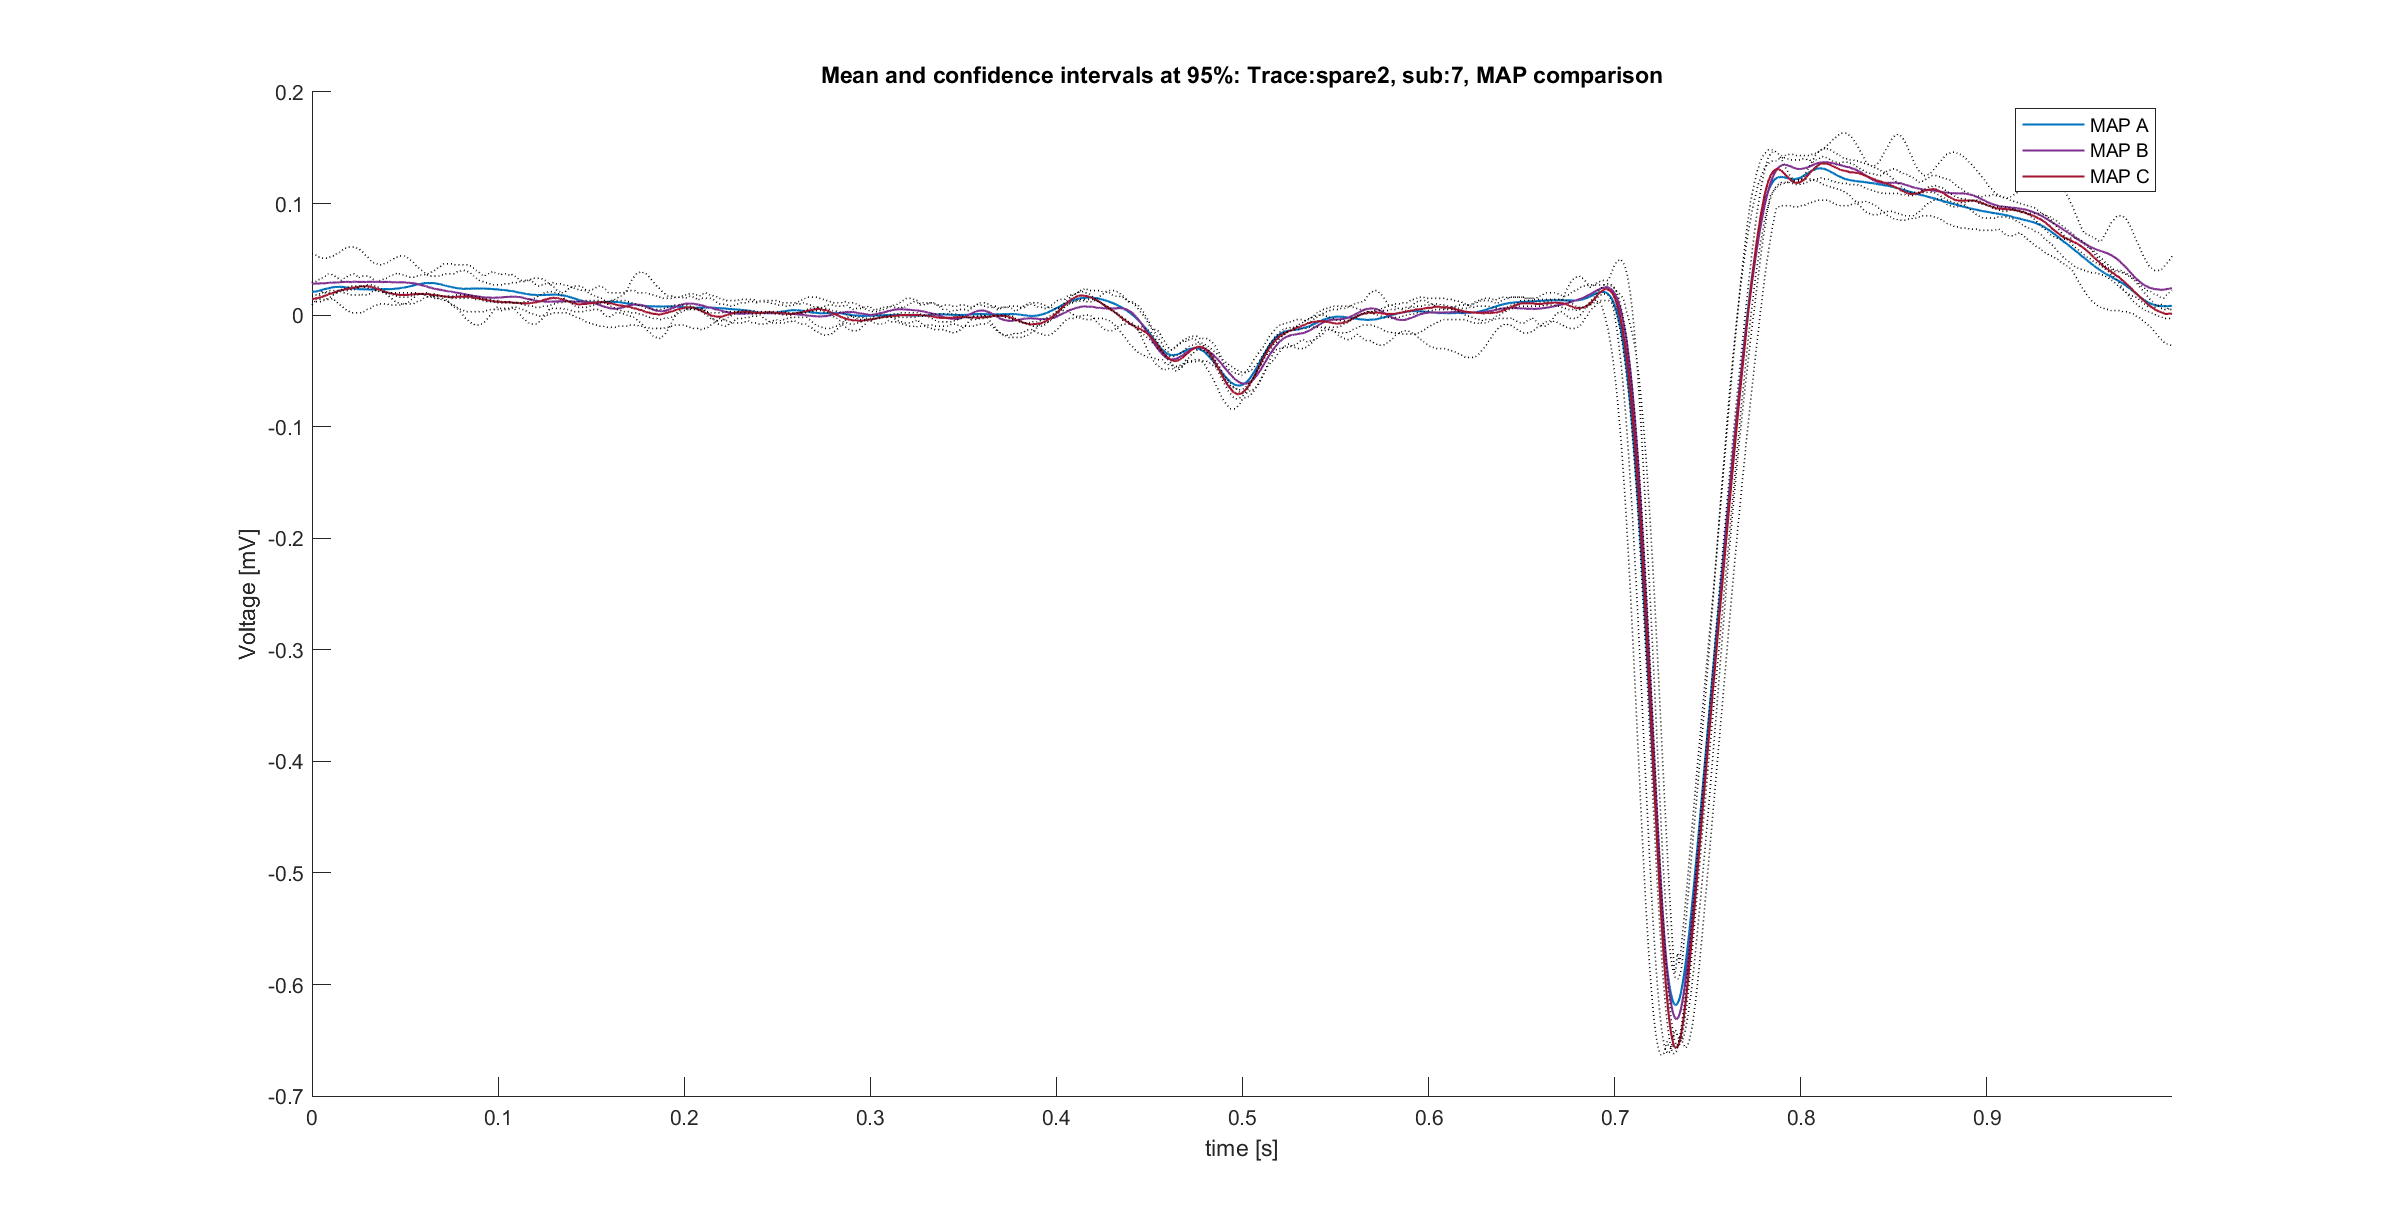 Mean and confidence intervals at 95%: Trace:spare2, sub:7, MAP comparison
MAP A
MAP B
MAP C
0.2
0.1
0
-0.1
-0.2
-0.3
-0.4
-0.5
-0.6
-0.7
Voltage [mV]
0 0.1 0.2 0.3 0.4 0.5 0.6 0.7 0.8 0.9
time [s]